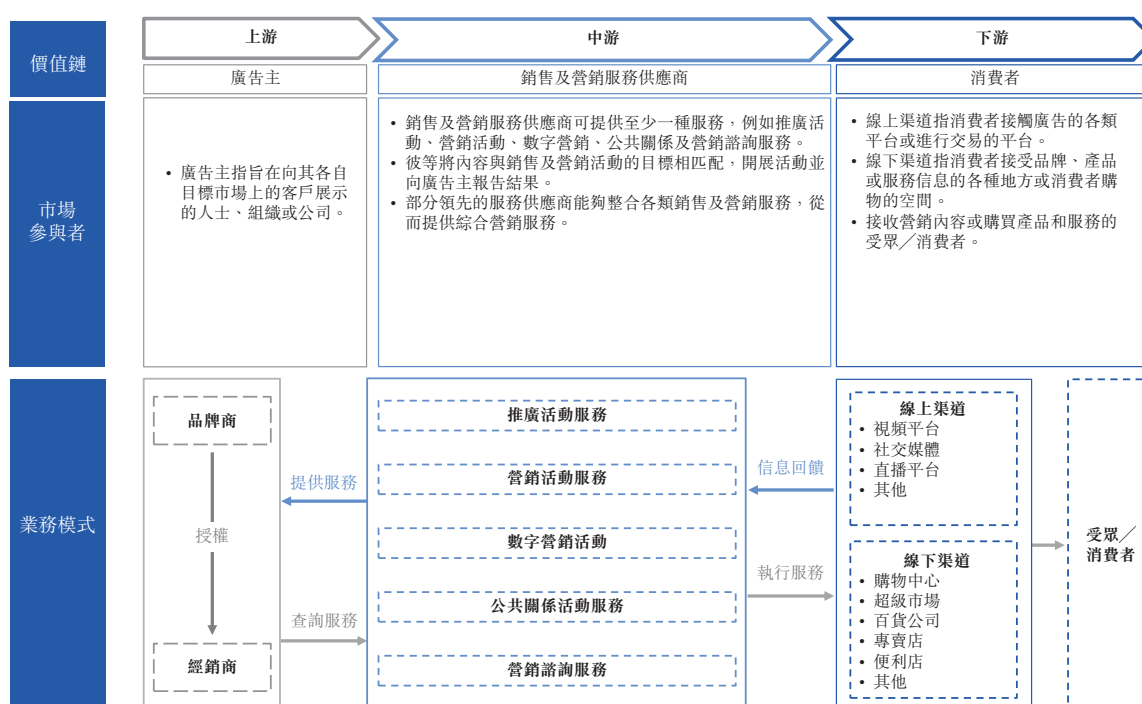 價值鏈
上游
中游
下游
廣告主
銷售及營銷服務供應商
消費者
市場
參與者
• 廣告主指旨在向其各自
目標市場上的客戶展示
的人士、組織或公司。
• 銷售及營銷服務供應商可提供至少一種服務，例如推廣活
動、營銷活動、數字營銷、公共關係及營銷諮詢服務。
• 彼等將內容與銷售及營銷活動的目標相匹配，開展活動並
向廣告主報告結果。
• 部分領先的服務供應商能夠整合各類銷售及營銷服務，從
而提供綜合營銷服務。
• 線上渠道指消費者接觸廣告的各類
平台或進行交易的平台。
• 線下渠道指消費者接受品牌、產品
或服務信息的各種地方或消費者購
物的空間。
• 接收營銷內容或購買產品和服務的
受眾／消費者。
業務模式
品牌商
授權
經銷商
提供服務
查詢服務
推廣活動服務
營銷活動服務
數字營銷活動
公共關係活動服務
營銷諮詢服務
信息回饋
執行服務
線上渠道
• 視頻平台
• 社交媒體
• 直播平台
• 其他
線下渠道
• 購物中心
• 超級市場
• 百貨公司
• 專賣店
• 便利店
• 其他
受眾／
消費者